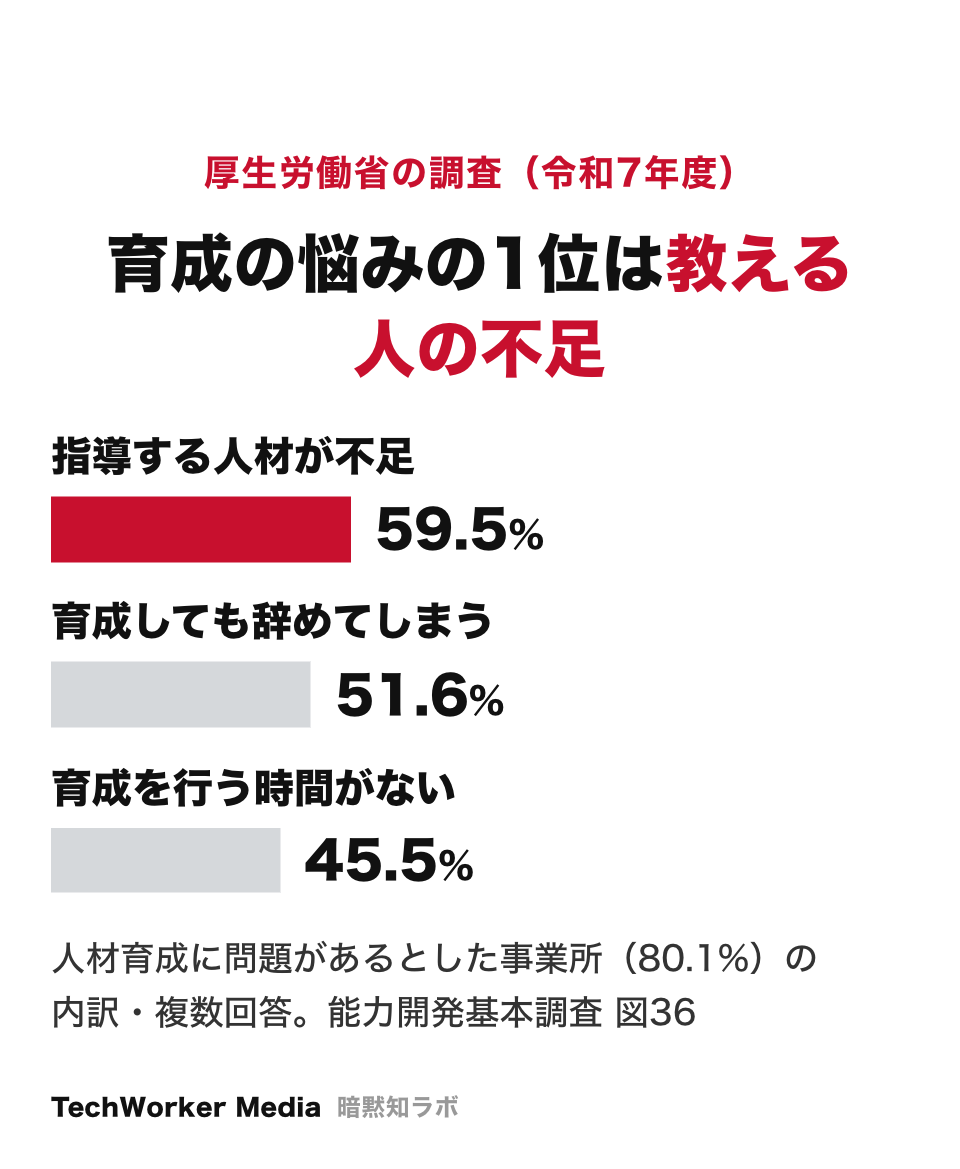 厚生労働省の調査（令和7年度）
育成の悩みの1位は教える
人の不足
指導する人材が不足
59.5%
育成しても辞めてしまう
51.6%
育成を行う時間がない
45.5%
人材育成に問題があるとした事業所（80.1%）の
内訳・複数回答。能力開発基本調査 図36
TechWorker Media 暗黙知ラボ